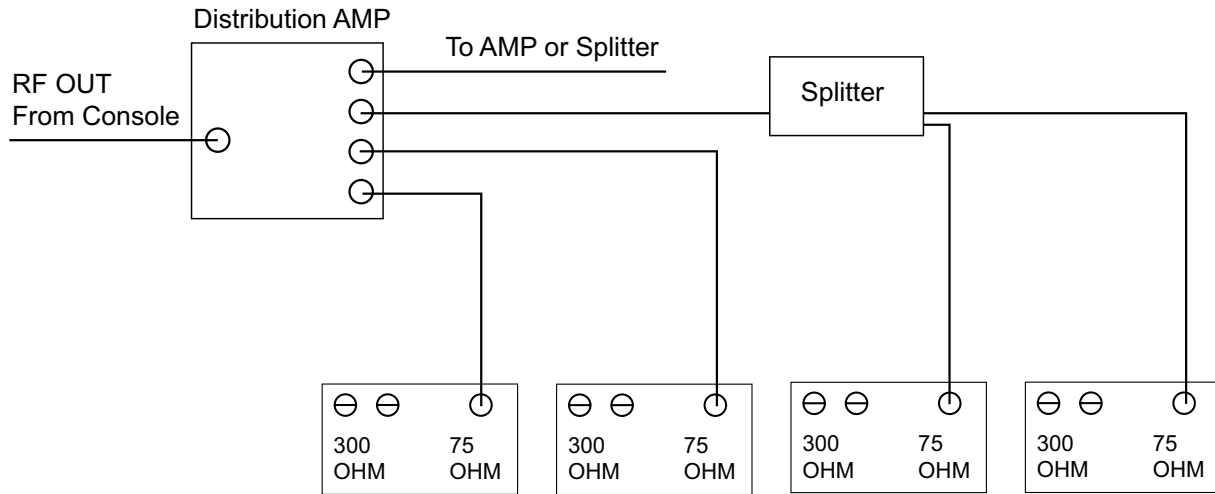 Distribution AMP
To AMP or Splitter
RF OUT
From Console
Splitter
300
OHM
75
OHM
300
OHM
75
OHM
300
OHM
75
OHM
300
OHM
75
OHM